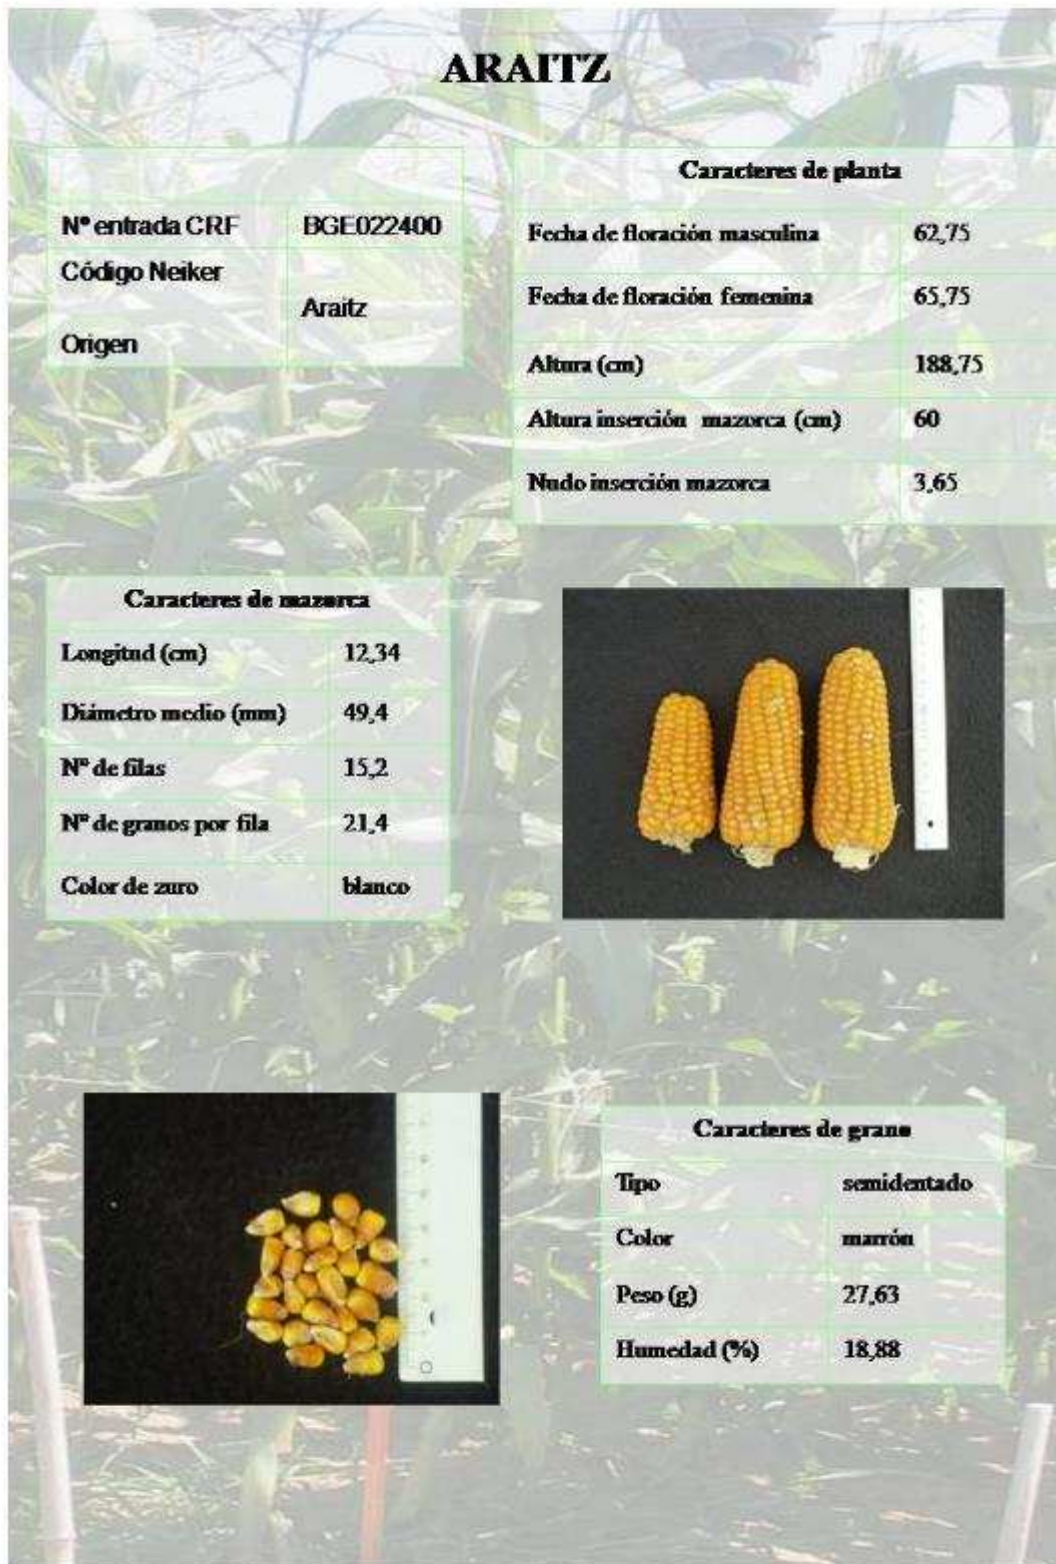 ARAITZ
Nº entrada CRF BGE022400
Código Neiker
Araitz
Origen
Caracteres de planta
Fecha de floración masculina 62,75
Fecha de floración femenina 65,75
Altura (cm) 188,75
Altura inserción mazorca (cm) 60
Nudo inserción mazorca 3,65
Caracteres de mazorca
Longitud (cm) 12,34
Diámetro medio (mm) 49,4
Nº de filas 15,2
Nº de granos por fila 21,4
Color de zuro blanco
Caracteres de grano
Tipo semidentado
Color marrón
Peso (g) 27,63
Humedad (%) 18,88